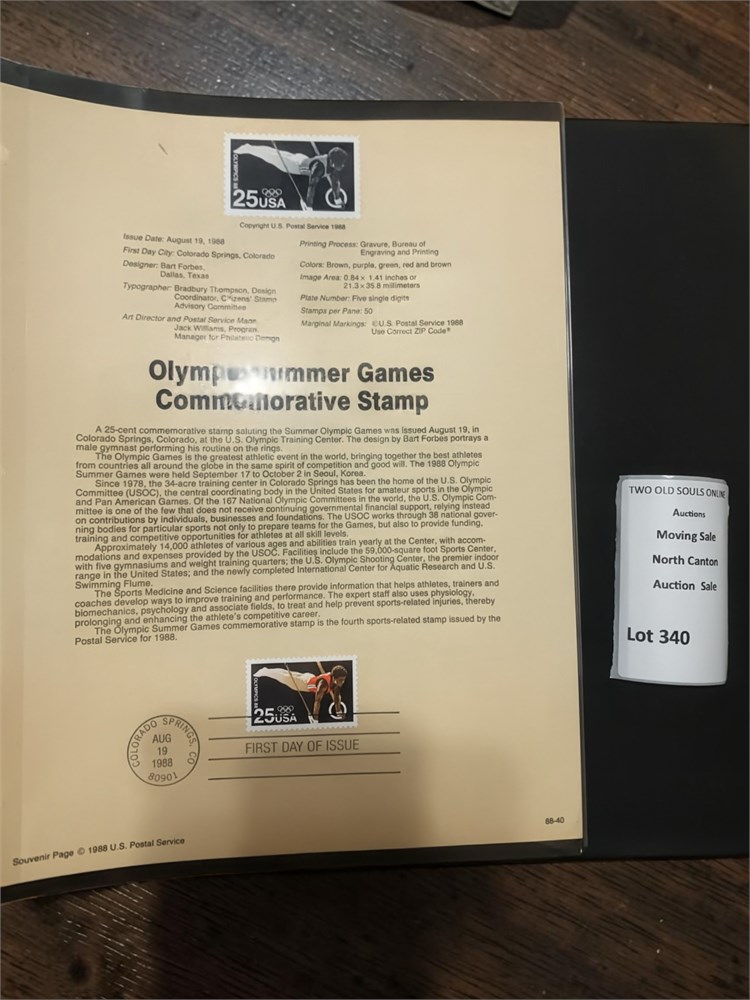 OLYMPICS 88
25USA
Copyright U.S. Postal Service 1988
Issue Date: August 19, 1988
First Day City: Colorado Springs, Colorado
Designer: Bart Forbes,
Dallas, Texas
Typographer: Bradbury Thompson, Design
Coordinator, Citizens' Stamp
Advisory Committee
Art Director and Postal Service
Jack Williams, Program
Manager for Philatelic Design
Printing Process: Gravure, Bureau of
Engraving and Printing
Colors: Brown, purple, green, red and brown
Image Area: 0.84 x 1.41 inches or
21.3 x 35.8 millimeters
Plate Number: Five single digits
Stamps per Pane: 50
Marginal Markings: ©U.S. Postal Service 1988
Use Correct ZIP Code®
Olympic Summer Games
Commemorative Stamp
A 25-cent commemorative stamp saluting the Summer Olympic Games was issued August 19, in
Colorado Springs, Colorado, at the U.S. Olympic Training Center. The design by Bart Forbes portrays a
male gymnast performing his routine on the rings.
The Olympic Games is the greatest athletic event in the world, bringing together the best athletes
from countries all around the globe in the same spirit of competition and good will. The 1988 Olympic
Summer Games were held September 17 to October 2 in Seoul, Korea.
Since 1978, the 34-acre training center in Colorado Springs has been the home of the U.S. Olympic
Committee (USOC), the central coordinating body in the United States for amateur sports in the Olympic
and Pan American Games. Of the 167 National Olympic Committees in the world, the U.S. Olympic Com-
mittee is one of the few that does not receive continuing governmental financial support, relying instead
on contributions by individuals, businesses and foundations. The USOC works through 38 national gover-
ning bodies for particular sports not only to prepare teams for the Games, but also to provide funding,
training and competitive opportunities for athletes at all skill levels.
Approximately 14,000 athletes of various ages and abilities train yearly at the Center, with accom-
modations and expenses provided by the USOC. Facilities include the 59,000-square foot Sports Center,
with five gymnasiums and weight training quarters; the U.S. Olympic Shooting Center, the premier indoor
range in the United States; and the newly completed International Center for Aquatic Research and U.S.
Swimming Flume.
The Sports Medicine and Science facilities there provide information that helps athletes, trainers and
coaches develop ways to improve training and performance. The expert staff also uses physiology,
biomechanics, psychology and associate fields, to treat and help prevent sports-related injuries, thereby
prolonging and enhancing the athlete's competitive career.
The Olympic Summer Games commemorative stamp is the fourth sports-related stamp issued by the
Postal Service for 1988.
OLYMPICS 88
25USA
COLORADO SPRINGS, CO
AUG
19
1988
80901
FIRST DAY OF ISSUE
88-40
Souvenir Page © 1988 U.S. Postal Service
TWO OLD SOULS ONLINE
Auctions
Moving Sale
North Canton
Auction Sale
Lot 340